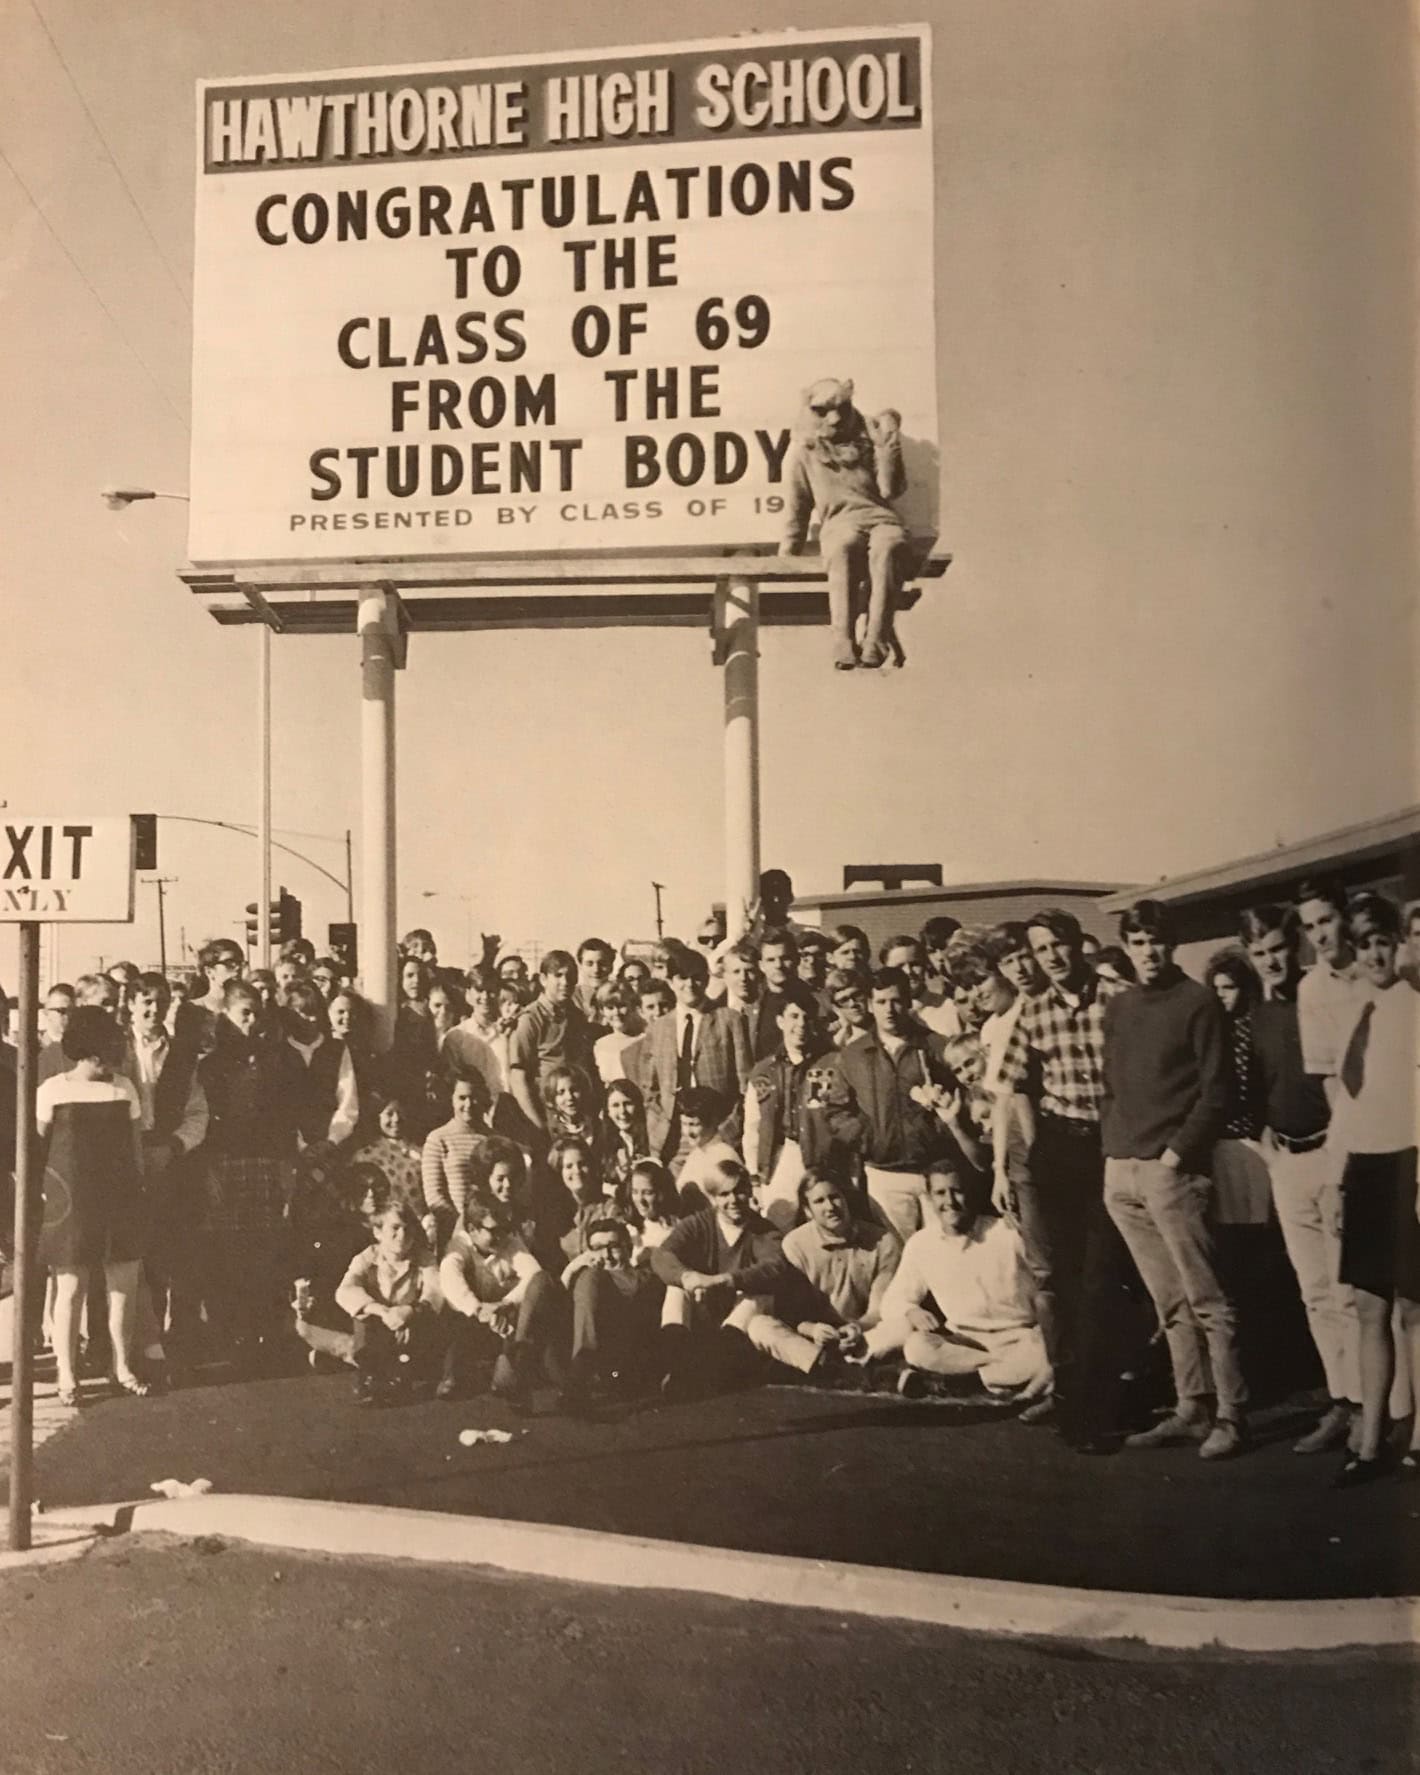 HAWTHORNE HIGH SCHOOL
CONGRATULATIONS
TO THE
CLASS OF 69
FROM THE
STUDENT BODY
PRESENTED BY CLASS OF 19
XIT
NLY